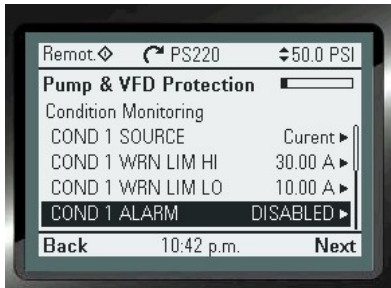 Remot. PS220 50.0 PSI
Pump & VFD Protection
Condition Monitoring
COND 1 SOURCE Curent
COND 1 WRN LIM HI 30.00 A
COND 1 WRN LIM LO 10.00 A
COND 1 ALARM DISABLED
Back 10:42 p.m. Next